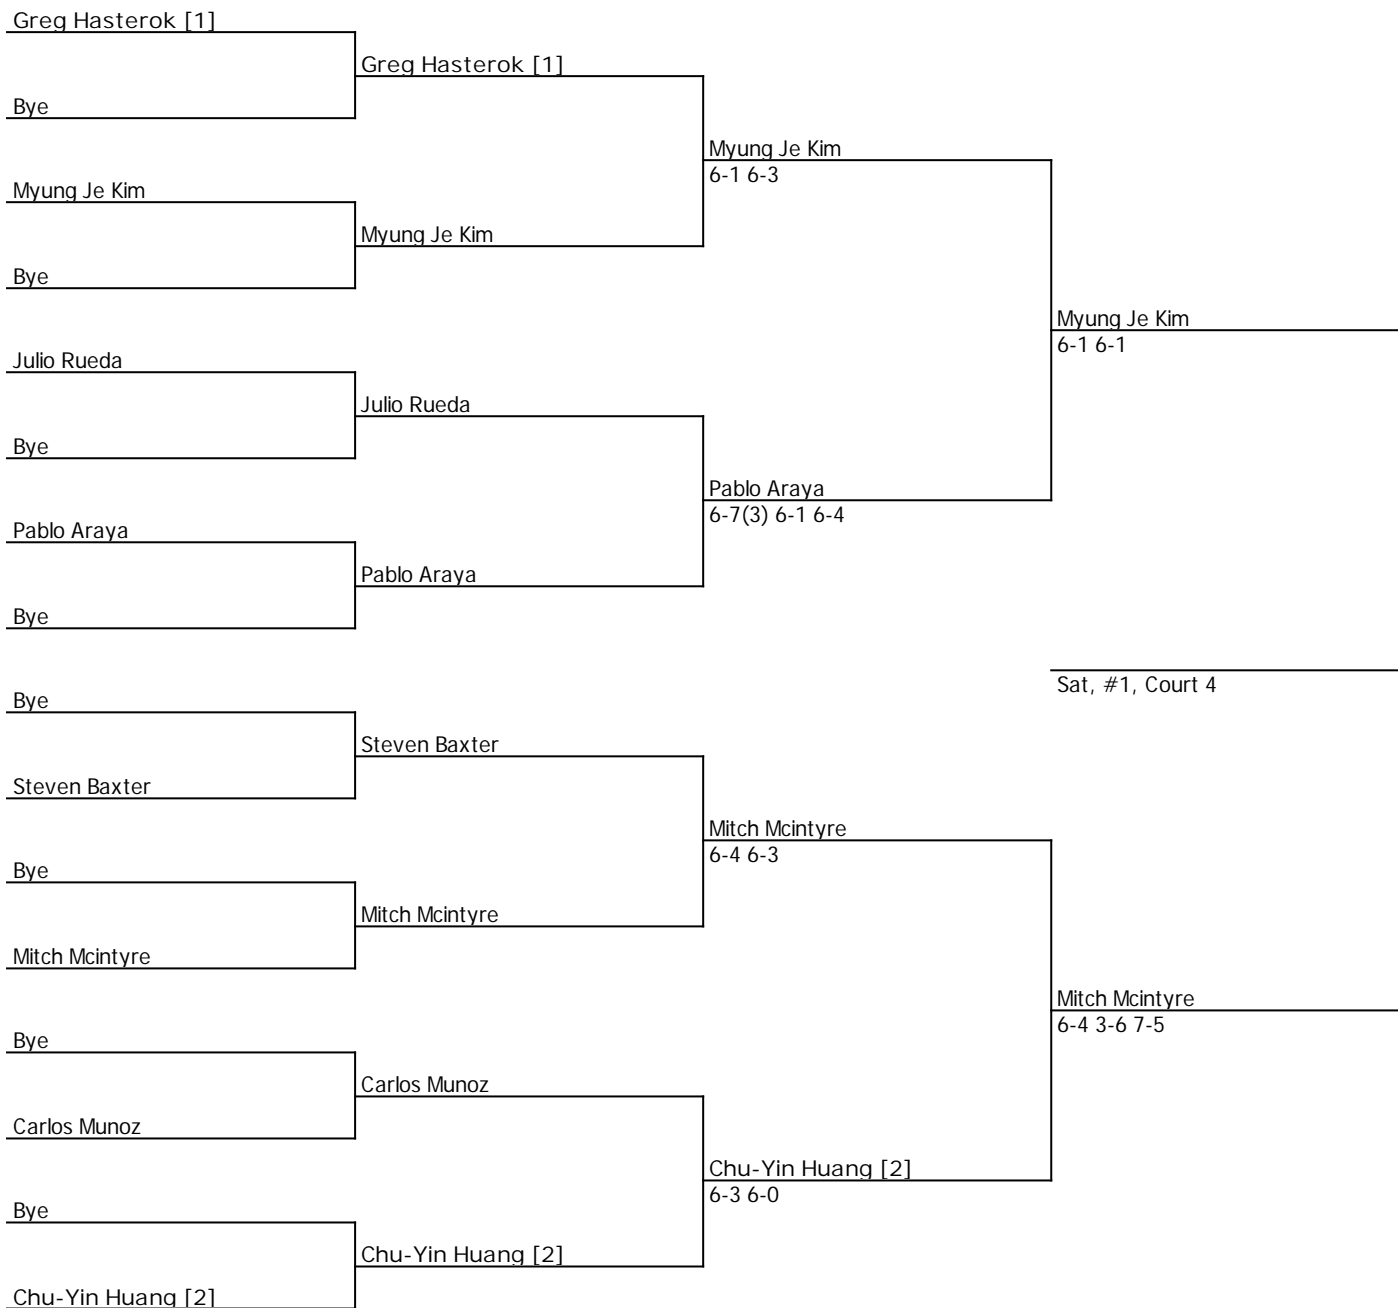 Greg Hasterok [1]
Greg Hasterok [1]
Bye
Myung Je Kim
6-1 6-3
Myung Je Kim
Myung Je Kim
Bye
Myung Je Kim
6-1 6-1
Julio Rueda
Julio Rueda
Bye
Pablo Araya
6-7(3) 6-1 6-4
Pablo Araya
Pablo Araya
Bye
Sat, #1, Court 4
Bye
Steven Baxter
Steven Baxter
Mitch Mcintyre
6-4 6-3
Bye
Mitch Mcintyre
Mitch Mcintyre
Mitch Mcintyre
6-4 3-6 7-5
Bye
Carlos Munoz
Carlos Munoz
Chu-Yin Huang [2]
6-3 6-0
Bye
Chu-Yin Huang [2]
Chu-Yin Huang [2]